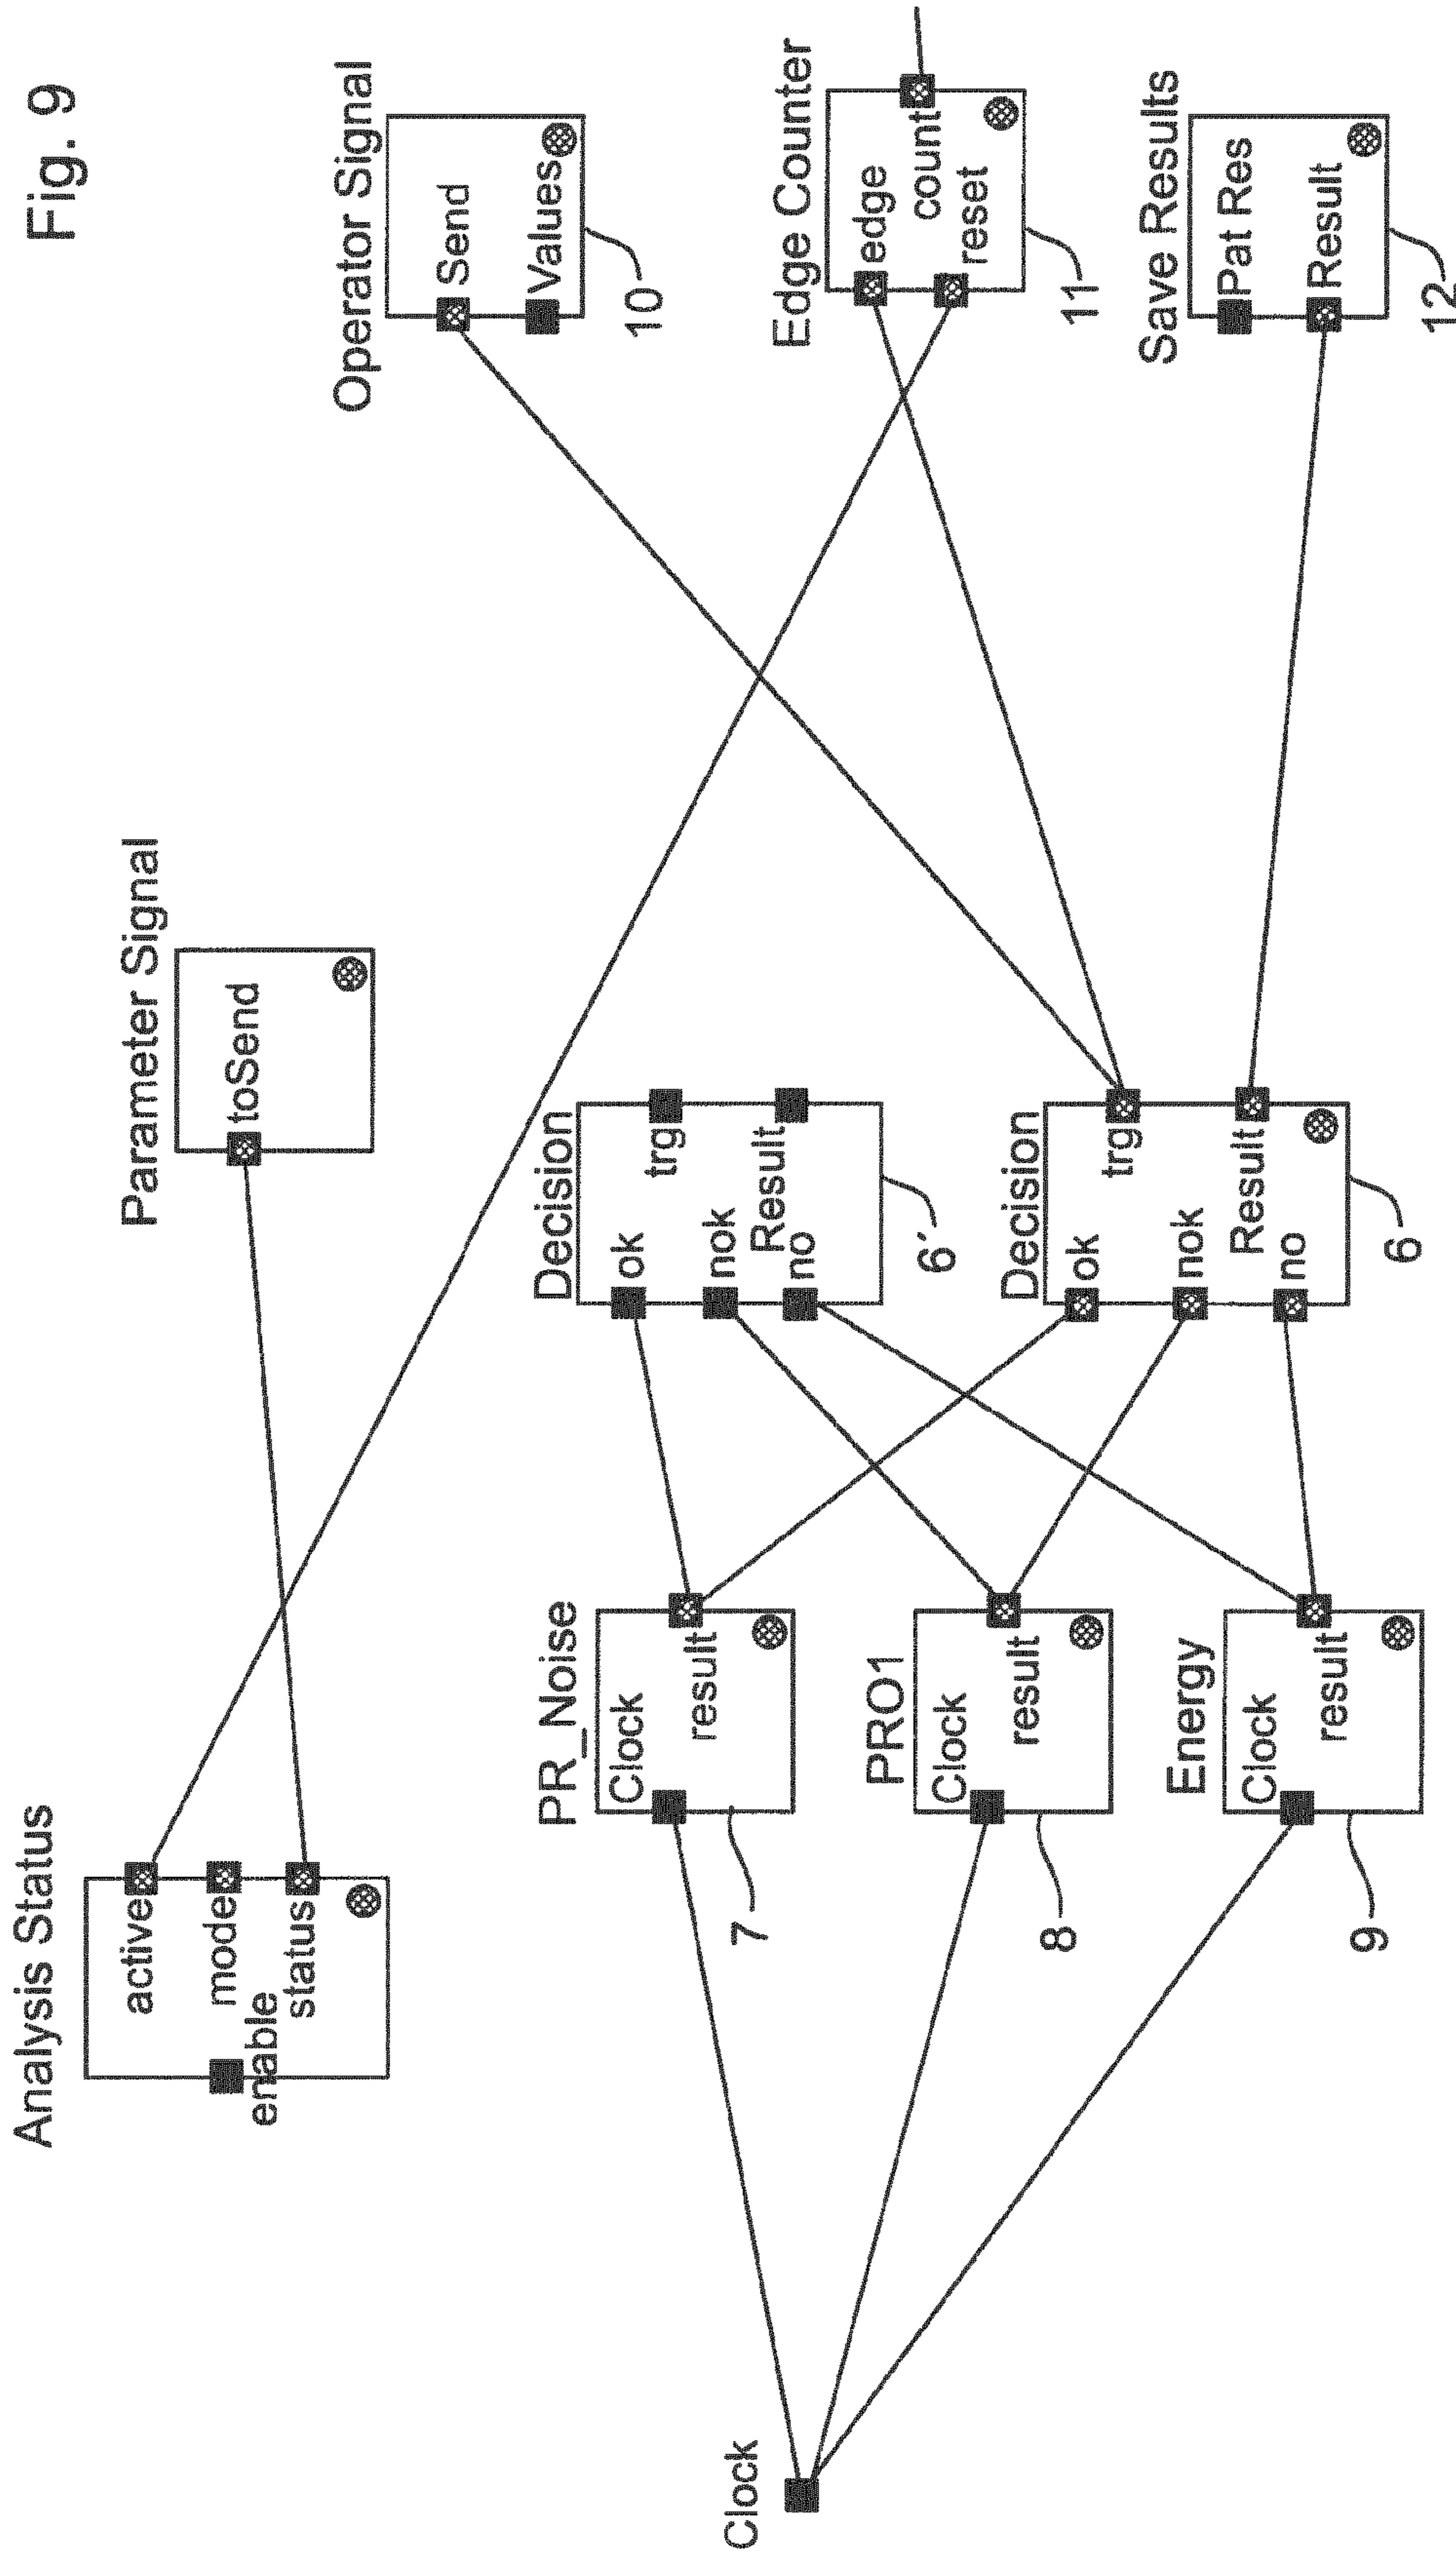 Fig. 9
Analysis Status
active
mode
enable
status
Parameter Signal
toSend
Operator Signal
Send
Values
10
Clock
PR_Noise
Clock
result
7
PRO1
Clock
result
8
Energy
Clock
result
9
Decision
ok
trg
nok
Result
no
6´
Decision
ok
trg
nok
Result
no
6
Edge Counter
edge
count
reset
11
Save Results
Pat Res
Result
12